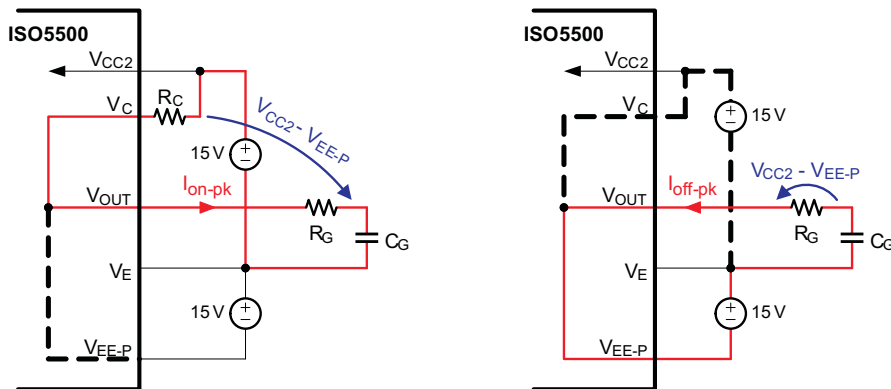 ISO5500
VCC2
VC
RC
VCC2 - VEE-P
15 V
VOUT
Ion-pk
RG
CG
VE
15 V
VEE-P
ISO5500
VCC2
VC
15 V
VOUT
Ioff-pk
VCC2 - VEE-P
RG
CG
VE
15 V
VEE-P